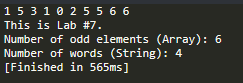 1 5 3 1 0 2 5 5 6 6
This is Lab #7.
Number of odd elements (Array): 6
Number of words (String): 4
[Finished in 565ms]